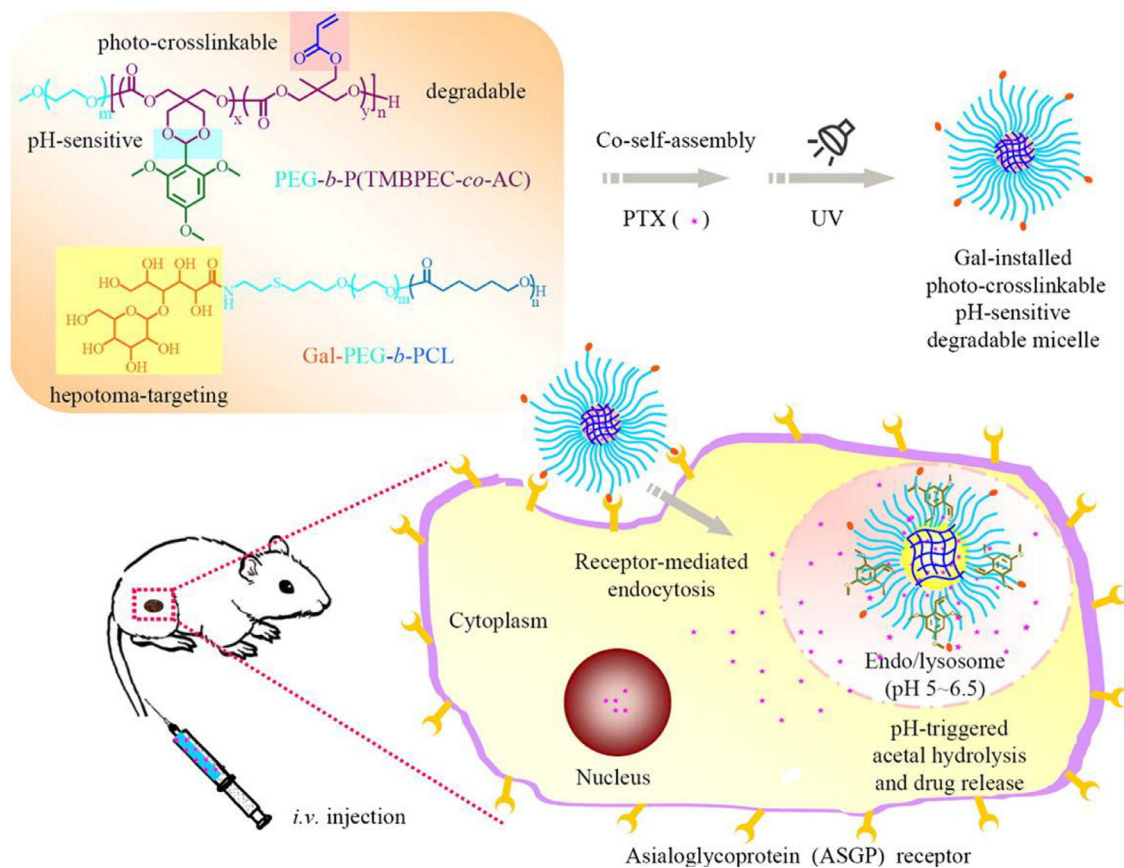 photo-crosslinkable
degradable
pH-sensitive
PEG-b-P(TMBPEC-co-AC)
Gal-PEG-b-PCL
hepotoma-targeting
Co-self-assembly
PTX ( ٭ )
UV
Gal-installed
photo-crosslinkable
pH-sensitive
degradable micelle
Receptor-mediated
endocytosis
Cytoplasm
Endo/lysosome
(pH 5~6.5)
pH-triggered
acetal hydrolysis
and drug release
Nucleus
i.v. injection
Asialoglycoprotein (ASGP) receptor